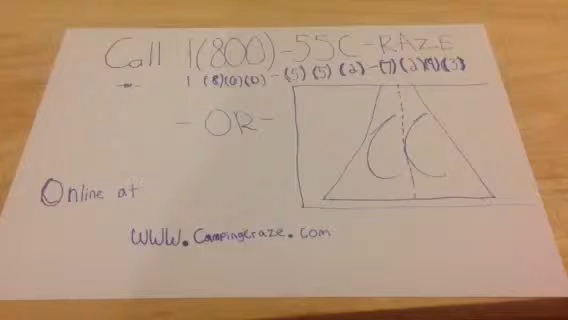 Call 1(800)-55C-RAZE
1 (8)(0)(0)-(5)(5)(2)-(7)(2)(9)(3)
-OR-
CC
Online at
WWW.Campingcraze.com